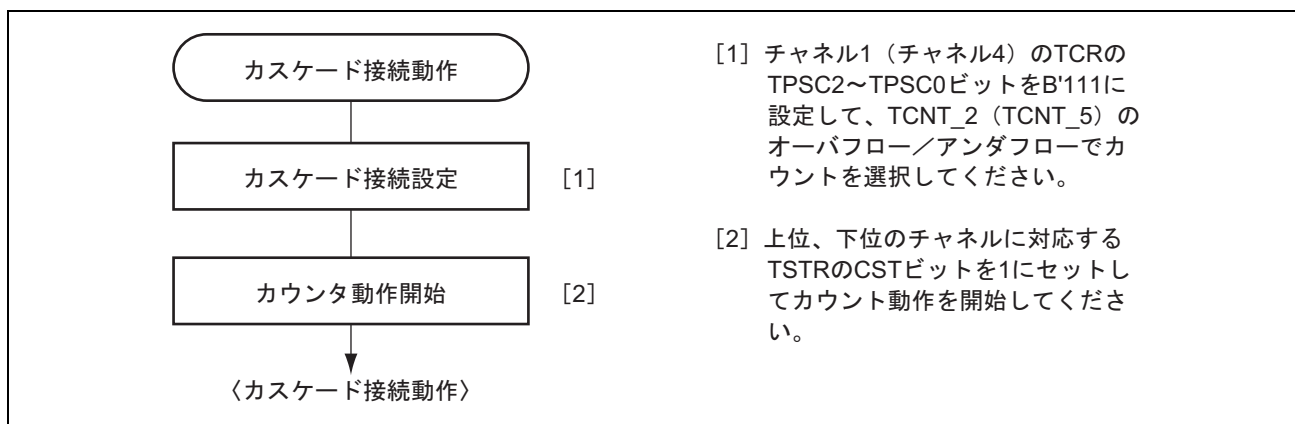 カスケード接続動作
カスケード接続設定
[1]
カウンタ動作開始
[2]
〈カスケード接続動作〉
[1] チャネル1（チャネル4）のTCRの
TPSC2～TPSC0ビットをB'111に
設定して、TCNT_2（TCNT_5）の
オーバフロー／アンダフローでカ
ウントを選択してください。
[2] 上位、下位のチャネルに対応する
TSTRのCSTビットを1にセットし
てカウント動作を開始してくださ
い。